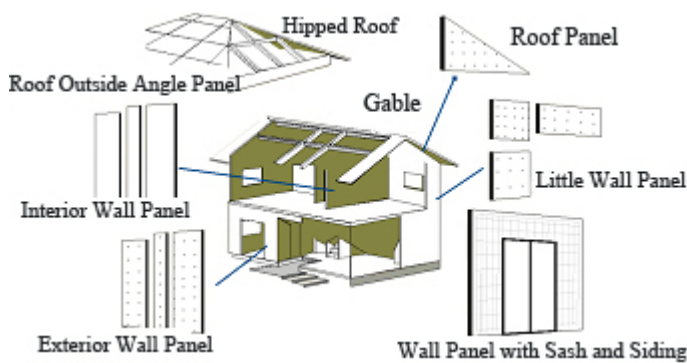 Hipped Roof
Roof Panel
Roof Outside Angle Panel
Gable
Little Wall Panel
Interior Wall Panel
Exterior Wall Panel
Wall Panel with Sash and Siding